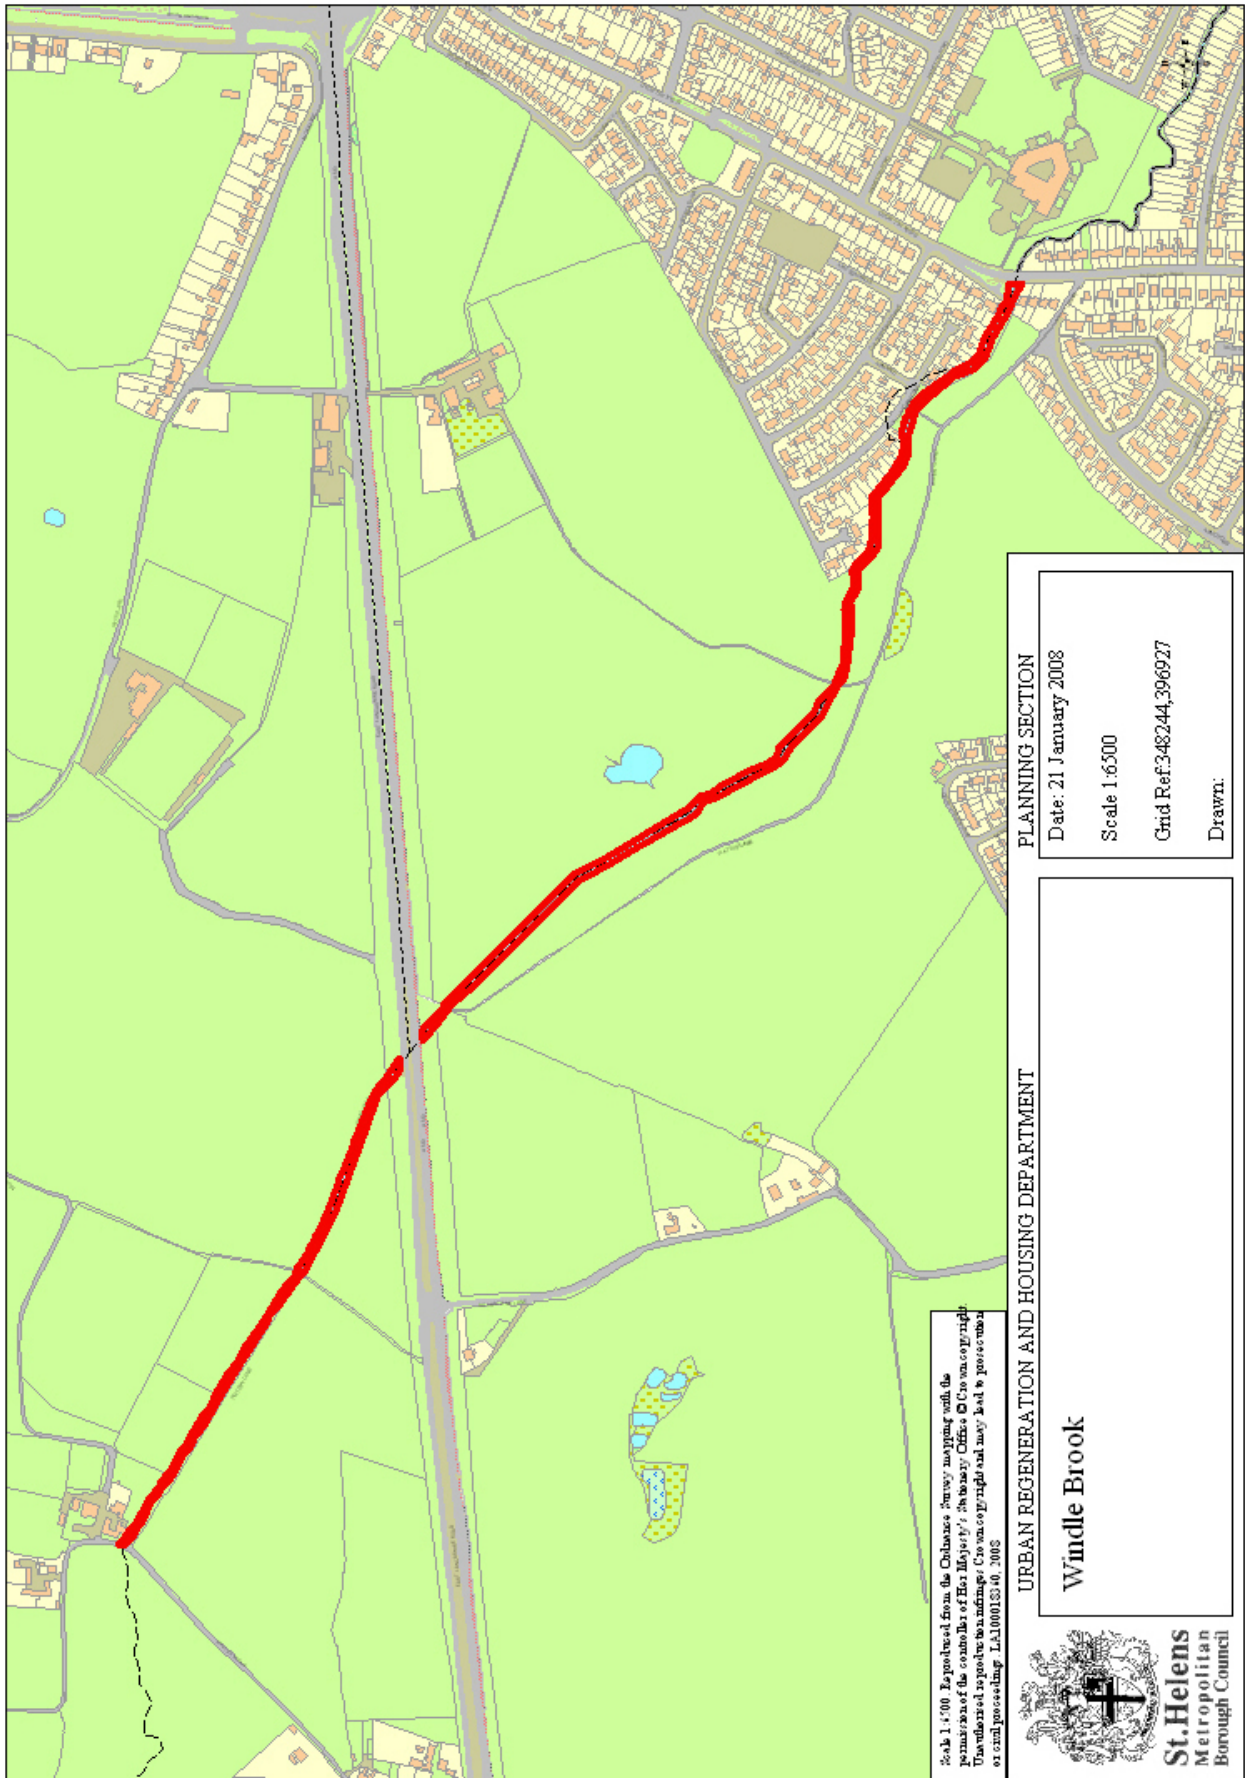 Scale 1:6500. Reproduced from the Ordnance Survey mapping with the
permission of the controller of Her Majesty's Stationery Office © Crown copyright.
Unauthorised reproduction infringes Crown copyright and may lead to prosecution
or civil proceedings. LA100018340, 2008
URBAN REGENERATION AND HOUSING DEPARTMENT
PLANNING SECTION
Windle Brook
Date: 21 January 2008
Scale 1:6500
Grid Ref:348244,396927
Drawn:
St.Helens
Metropolitan
Borough Council